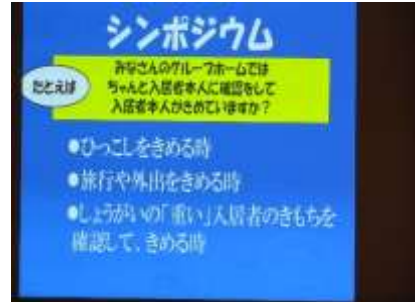 シンポジウム
たとえば
みなさんのグループホームでは
ちゃんと入居者本人に確認をして
入居者本人がきめていますか？
●ひっこしをきめる時
●旅行や外出をきめる時
●しょうがいの「重い」入居者のきもちを
確認して、きめる時